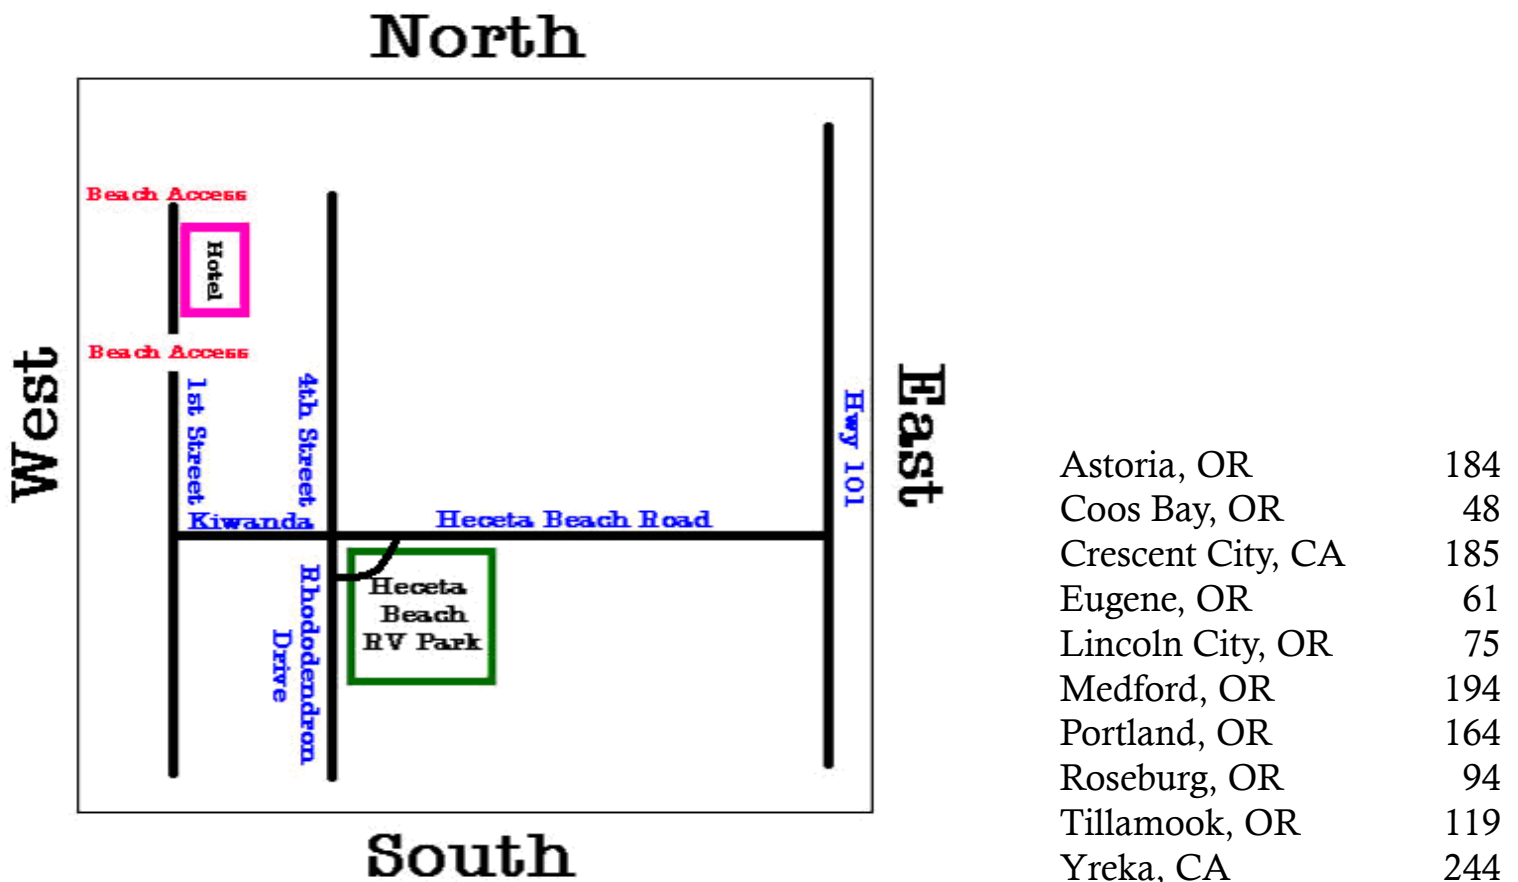 North
Beach Access
Hotel
Beach Access
West
East
1st Street
4th Street
Hwy 101
Kiwanda
Heceta Beach Road
Rhododendron
Drive
Heceta
Beach
RV Park
South
Astoria, OR 184
Coos Bay, OR 48
Crescent City, CA 185
Eugene, OR 61
Lincoln City, OR 75
Medford, OR 194
Portland, OR 164
Roseburg, OR 94
Tillamook, OR 119
Yreka, CA 244